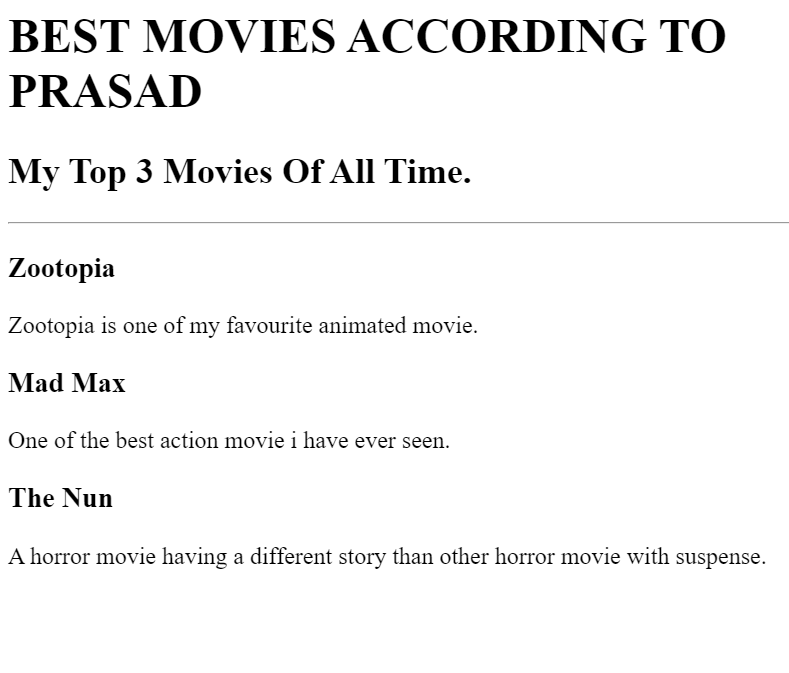 BEST MOVIES ACCORDING TO
PRASAD
My Top 3 Movies Of All Time.
Zootopia
Zootopia is one of my favourite animated movie.
Mad Max
One of the best action movie i have ever seen.
The Nun
A horror movie having a different story than other horror movie with suspense.